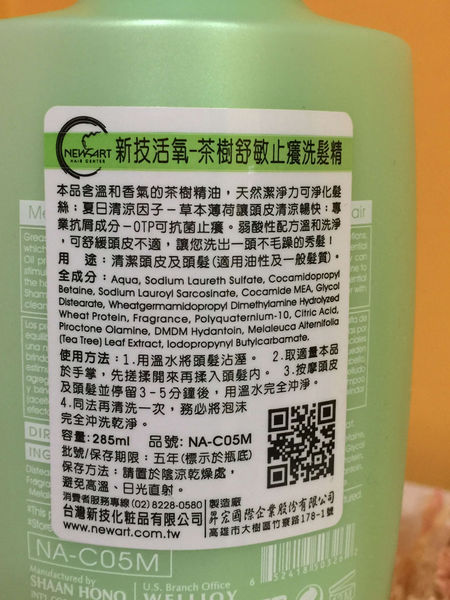 NEWSART
HAIR CENTER
新技活氧-茶樹舒敏止癢洗髮精
本品含溫和香氣的茶樹精油，天然潔淨力可淨化髮
絲：夏日清涼因子-草本薄荷讓頭皮清涼暢快：專
業抗屑成分-OTP可抗菌止癢。弱酸性配方溫和洗淨
,可舒緩頭皮不適，讓您洗出一頭不毛躁的秀髮！
用　途：清潔頭皮及頭髮(適用油性及一般髮質)。
全成分：Aqua, Sodium Laureth Sulfate, Cocamidopropyl
Betaine, Sodium Lauroyl Sarcosinate, Cocamide MEA, Glycol
Distearate, Wheatgermamidopropyl Dimethylamine Hydrolyzed
Wheat Protein, Fragrance, Polyquaternium-10, Citric Acid,
Piroctone Olamine, DMDM Hydantoin, Melaleuca Alternifolia
(Tea Tree) Leaf Extract, Iodopropynyl Butylcarbamate.
使用方法：1.用溫水將頭髮沾溼。 2.取適量本品
於手掌，先搓揉開來再揉入頭髮內。 3.按摩頭皮
及頭髮並停留3-5分鐘後，用溫水完全沖淨。
4.同法再清洗一次，務必將泡沫
完全沖洗乾淨。
容量：285ml 品號：NA-C05M
批號/保存期限：五年(標示於瓶底)
保存方法：請置於陰涼乾燥處，
避免高溫、日光直射。
消費者服務專線 (02) 8228-0580
台灣新技化粧品有限公司
www.newart.com.tw
製造廠
昇宏國際企業股份有限公司
高雄市大樹區竹寮路178-1號
NA-C05M
Manufactured by
SHAAN HONG
U.S. Branch Office
WELLJOY